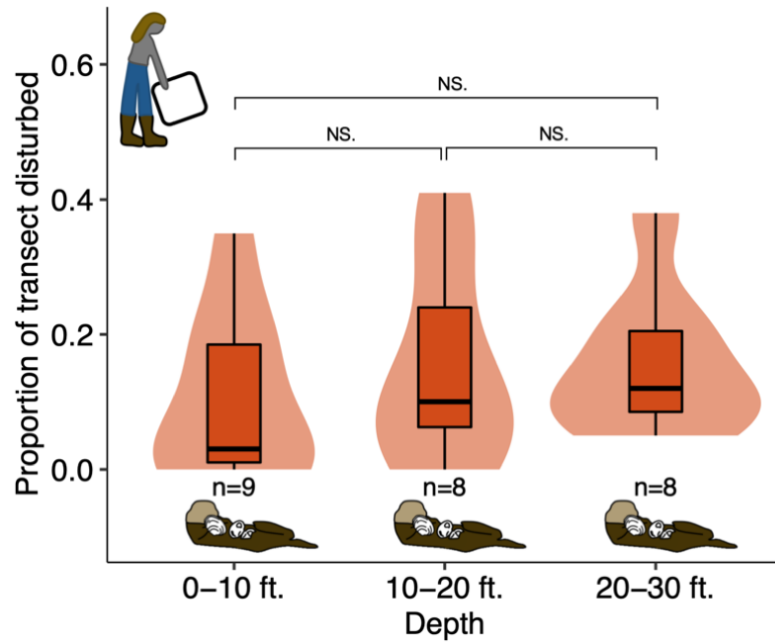 Proportion of transect disturbed
0.6
0.4
0.2
0.0
NS.
NS.
NS.
n=9
n=8
n=8
0–10 ft.
10–20 ft.
20–30 ft.
Depth